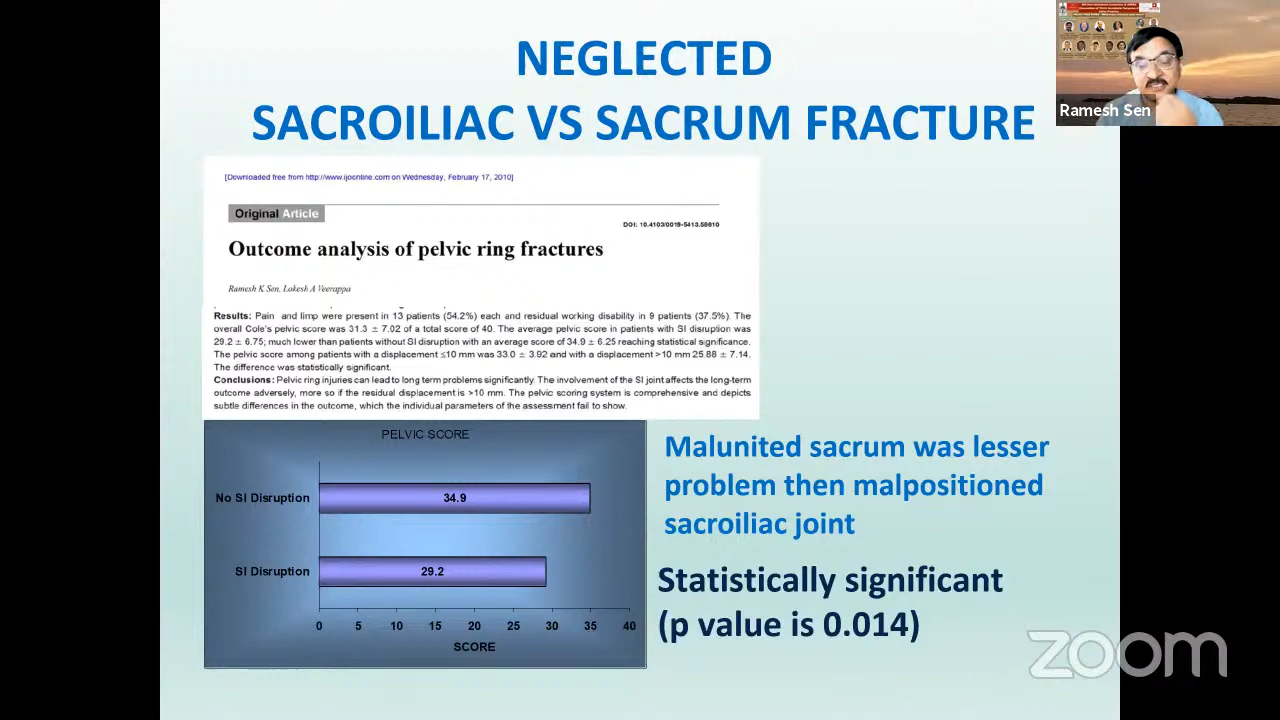 NEGLECTED
SACROILIAC VS SACRUM FRACTURE
Ramesh Sen
[Downloaded free from http://www.ijoonline.com on Wednesday, February 17, 2010]
Original Article
DOI: 10.4103/0019-5413.58610
Outcome analysis of pelvic ring fractures
Ramesh K Sen, Lokesh A Veerappa
Results: Pain and limp were present in 13 patients (54.2%) each and residual working disability in 9 patients (37.5%). The
overall Cole's pelvic score was 31.3 ± 7.02 of a total score of 40. The average pelvic score in patients with SI disruption was
29.2 ± 6.75; much lower than patients without SI disruption with an average score of 34.9 ± 6.25 reaching statistical significance.
The pelvic score among patients with a displacement ≤10 mm was 33.0 ± 3.92 and with a displacement >10 mm 25.88 ± 7.14.
The difference was statistically significant.
Conclusions: Pelvic ring injuries can lead to long term problems significantly. The involvement of the SI joint affects the long-term
outcome adversely, more so if the residual displacement is >10 mm. The pelvic scoring system is comprehensive and depicts
subtle differences in the outcome, which the individual parameters of the assessment fail to show.
PELVIC SCORE
No SI Disruption 34.9
SI Disruption 29.2
0 5 10 15 20 25 30 35 40
SCORE
Malunited sacrum was lesser
problem then malpositioned
sacroiliac joint
Statistically significant
(p value is 0.014)
zoom